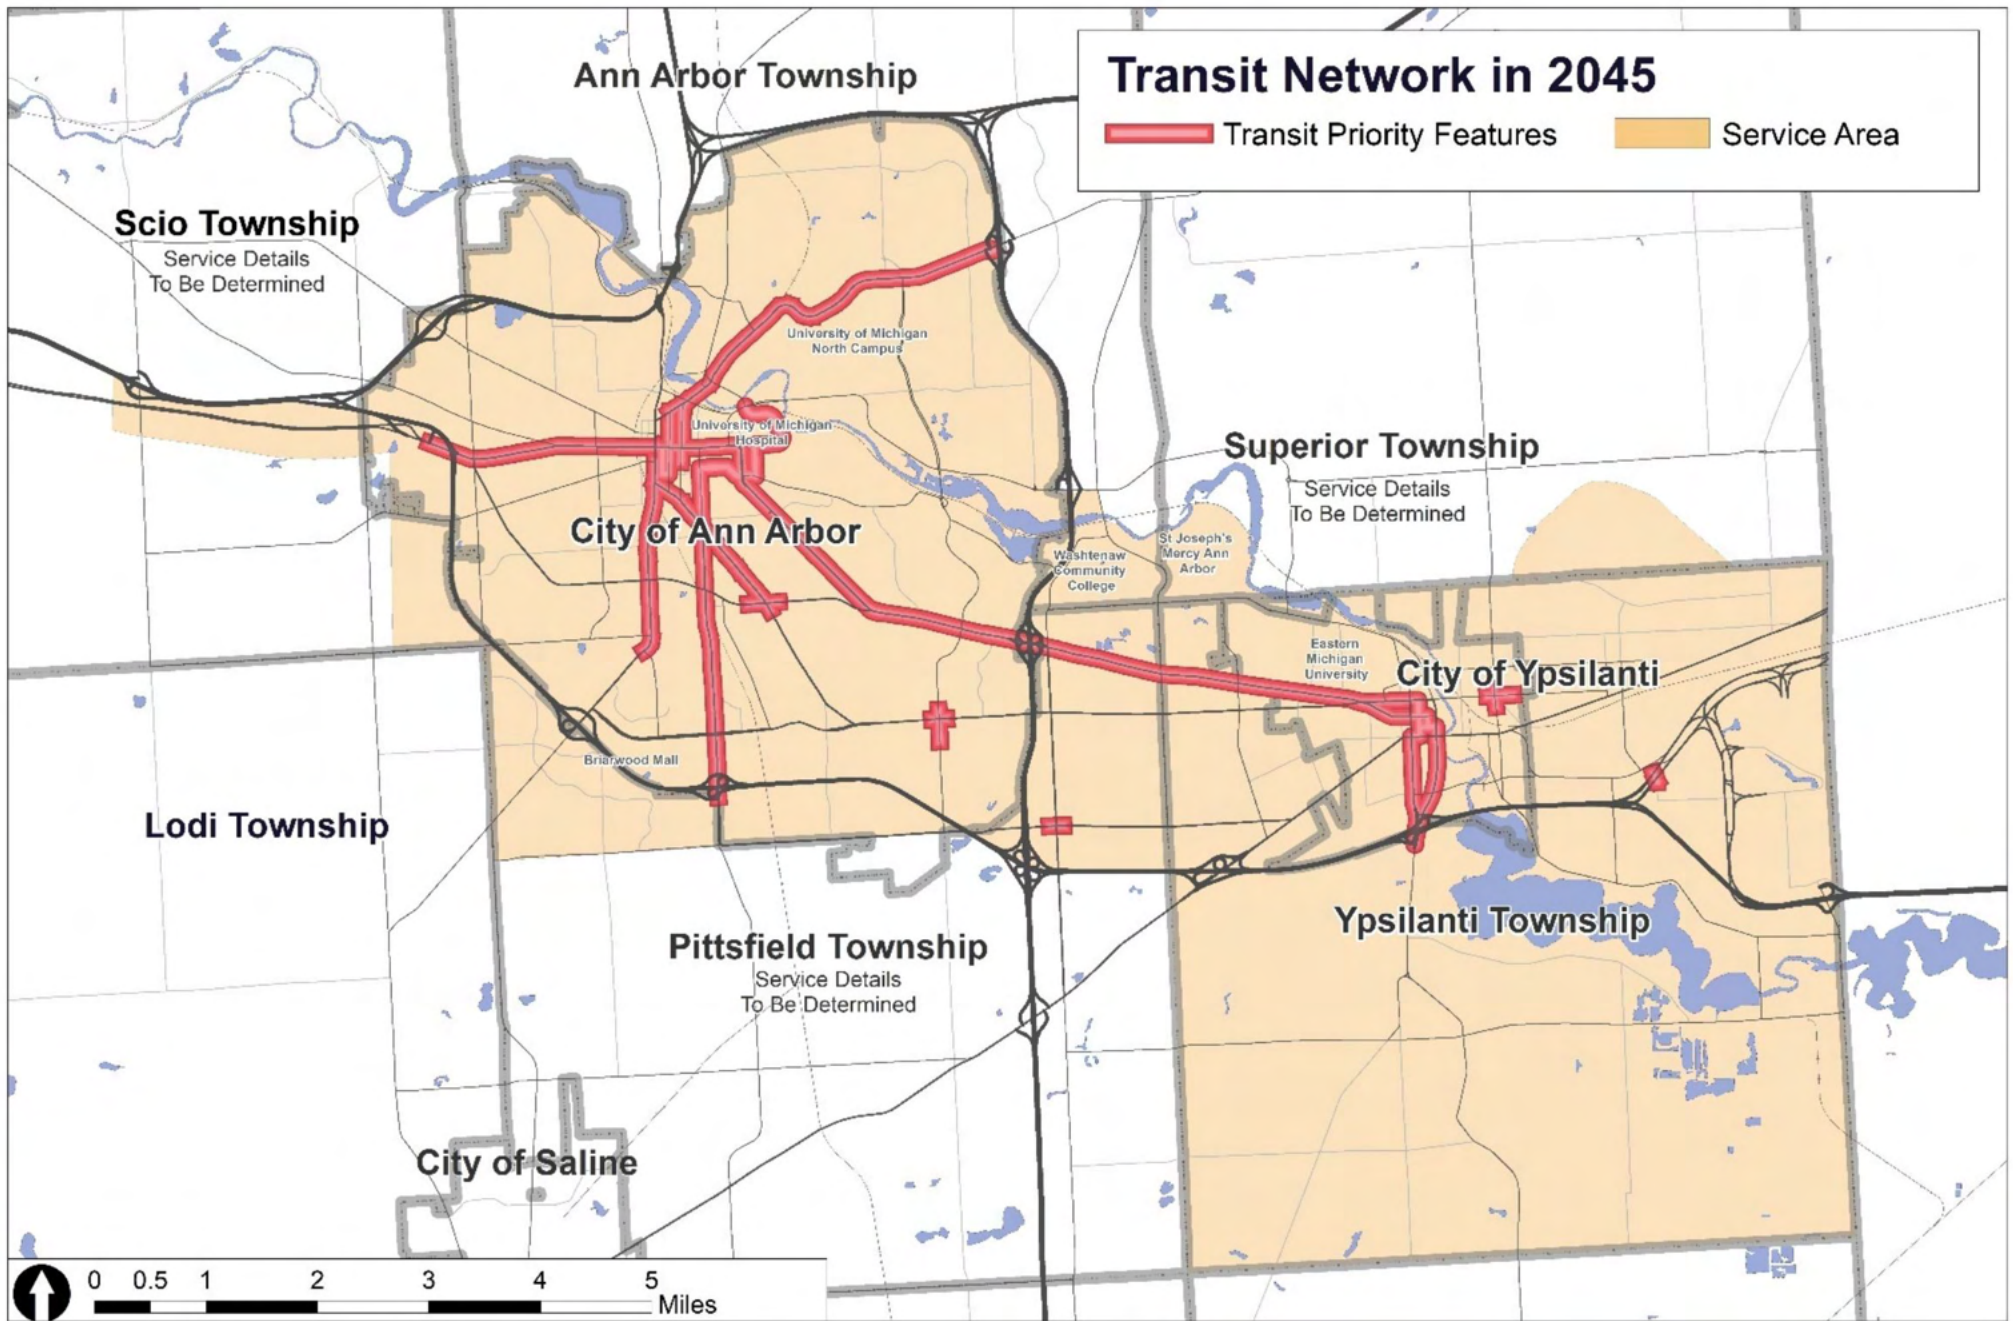 Ann Arbor Township
Transit Network in 2045
Transit Priority Features
Service Area
Scio Township
Service Details
To Be Determined
University of Michigan
North Campus
University of Michigan
Hospital
Superior Township
Service Details
To Be Determined
City of Ann Arbor
St Joseph's
Mercy Ann
Arbor
Washtenaw
Community
College
Eastern
Michigan
University
City of Ypsilanti
Briarwood Mall
Lodi Township
Ypsilanti Township
Pittsfield Township
Service Details
To Be Determined
City of Saline
0 0.5 1 2 3 4 5
Miles